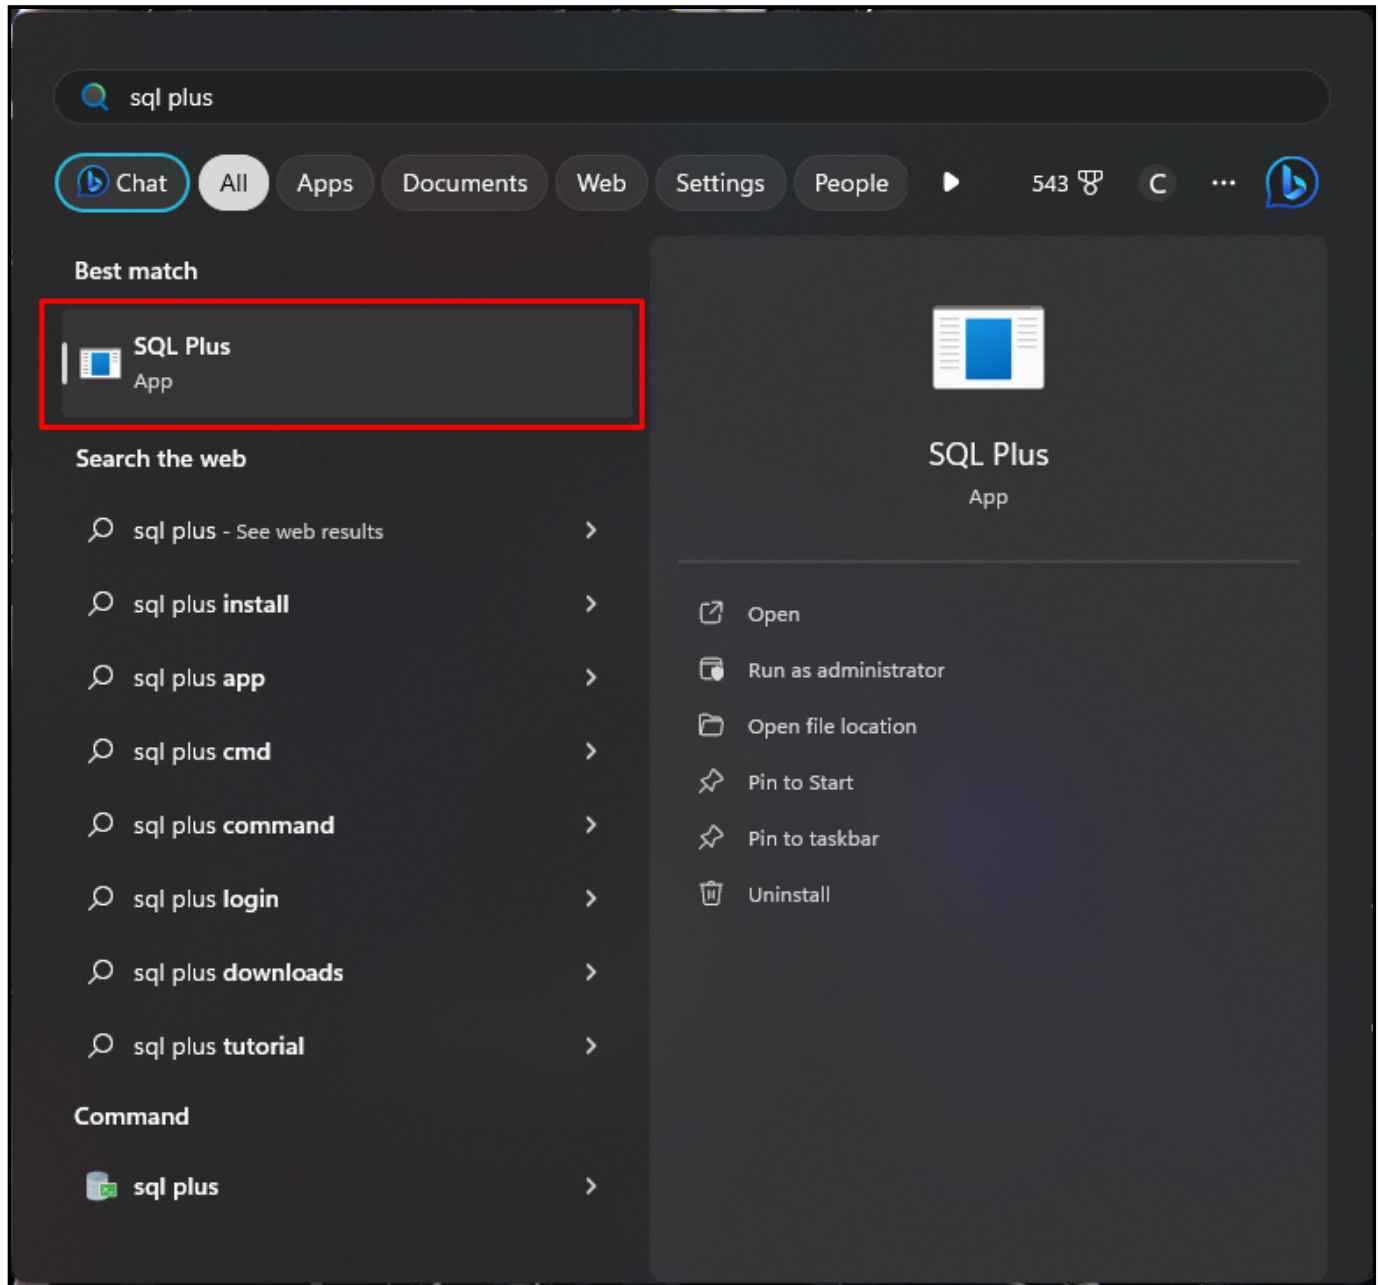 sql plus
Chat All Apps Documents Web Settings People 543 C ...
Best match
SQL Plus
App
Search the web
sql plus - See web results
sql plus install
sql plus app
sql plus cmd
sql plus command
sql plus login
sql plus downloads
sql plus tutorial
Command
sql plus
SQL Plus
App
Open
Run as administrator
Open file location
Pin to Start
Pin to taskbar
Uninstall